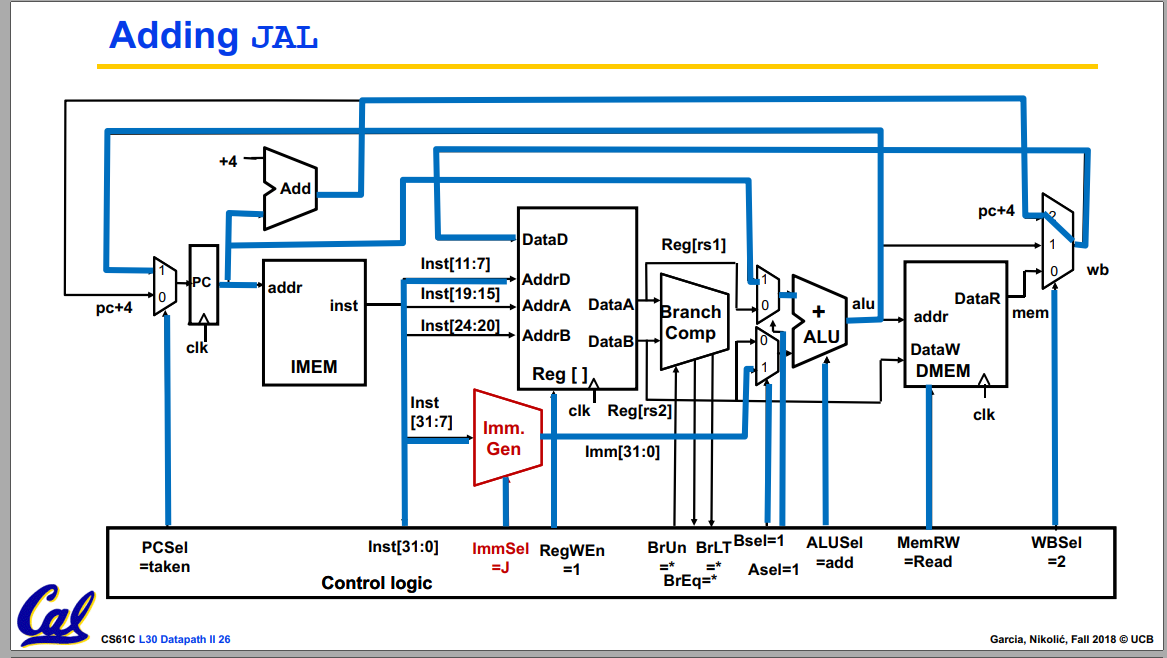 Adding JAL
+4
Add
pc+4
2
1
0
wb
DataD
Reg[rs1]
Inst[11:7]
AddrD
Inst[19:15]
AddrA
DataA
Inst[24:20]
AddrB
DataB
Reg [ ]
clk
Reg[rs2]
1
0
pc+4
PC
clk
addr
inst
IMEM
Branch
Comp
1
0
0
1
+
ALU
alu
addr
DataR
DataW
DMEM
mem
clk
Inst
[31:7]
Imm.
Gen
Imm[31:0]
PCSel
=taken
Inst[31:0]
ImmSel
=J
RegWEn
=1
BrUn
=*
BrLT
=*
BrEq=*
Bsel=1
Asel=1
ALUSel
=add
MemRW
=Read
WBSel
=2
Control logic
Cal
CS61C L30 Datapath II 26
Garcia, Nikolić, Fall 2018 © UCB